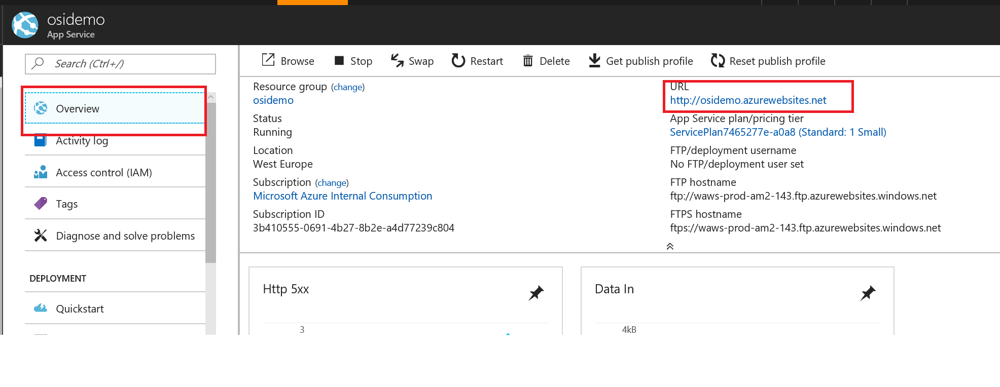 osidemo
App Service
Search (Ctrl+/)
Overview
Activity log
Access control (IAM)
Tags
Diagnose and solve problems
DEPLOYMENT
Quickstart
Browse Stop Swap Restart Delete Get publish profile Reset publish profile
Resource group (change)
osidemo
Status
Running
Location
West Europe
Subscription (change)
Microsoft Azure Internal Consumption
Subscription ID
3b410555-0691-4b27-8b2e-a4d77239c804
URL
http://osidemo.azurewebsites.net
App Service plan/pricing tier
ServicePlan7465277e-a0a8 (Standard: 1 Small)
FTP/deployment username
No FTP/deployment user set
FTP hostname
ftp://waws-prod-am2-143.ftp.azurewebsites.windows.net
FTPS hostname
ftps://waws-prod-am2-143.ftp.azurewebsites.windows.net
Http 5xx
3
Data In
4kB